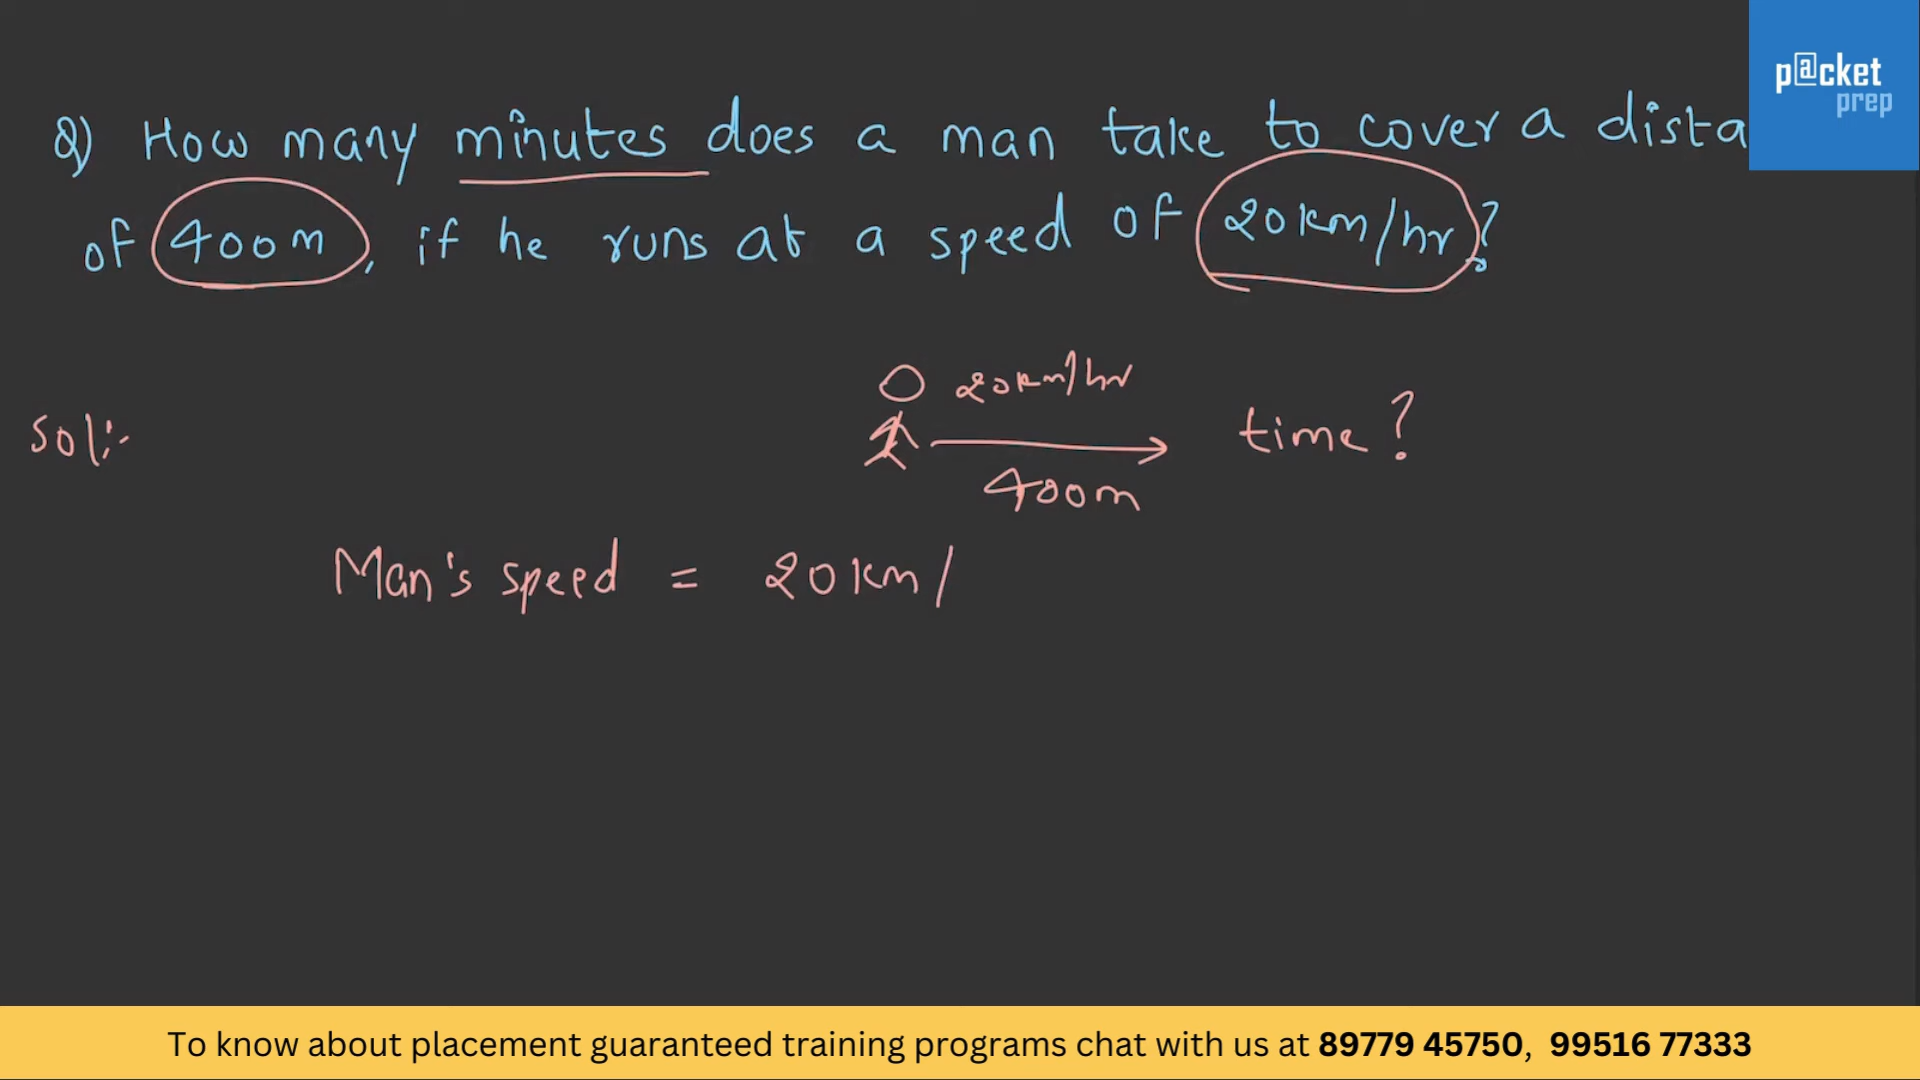 p@cket
prep
Q) How many minutes does a man take to cover a dista
of 400m, if he runs at a speed of 20km/hr?
20km/hr
Sol:-
time?
400m
Man's speed = 20km/
To know about placement guaranteed training programs chat with us at 89779 45750, 99516 77333